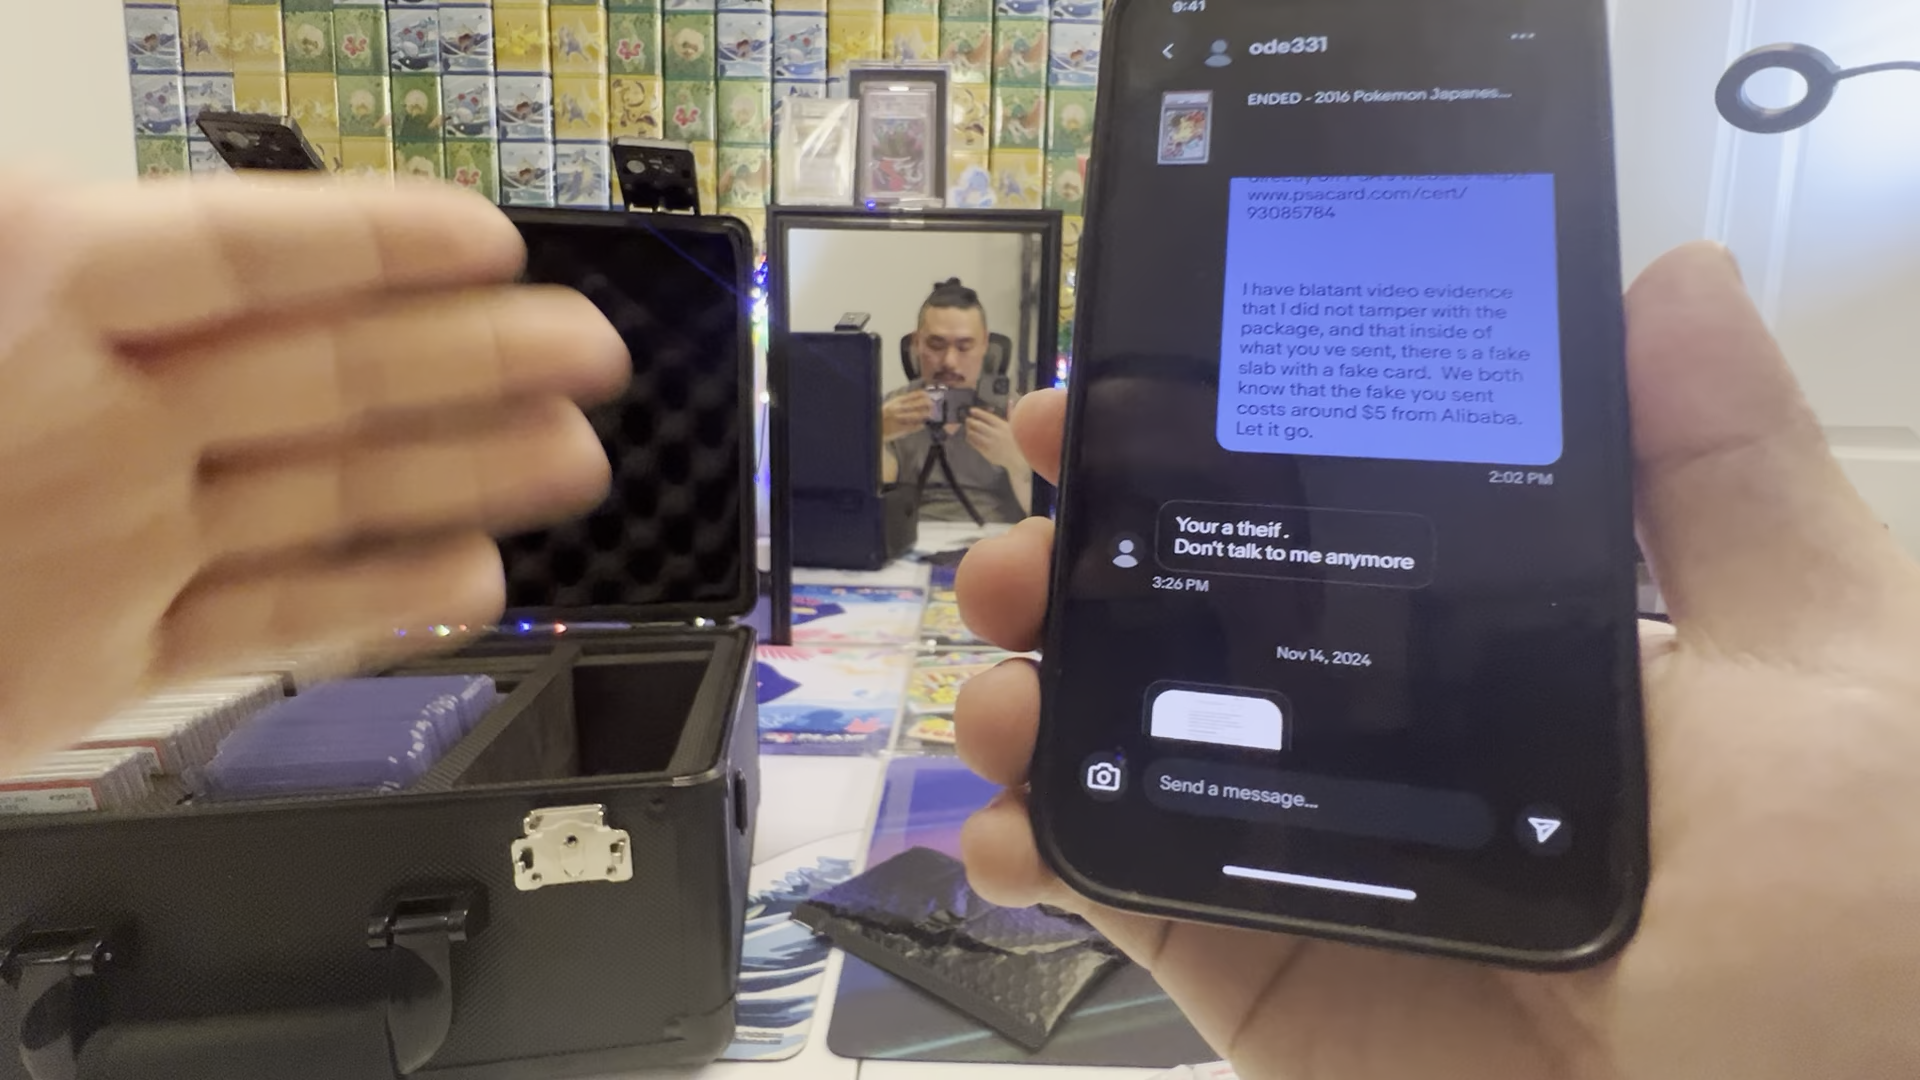 9:41
ode331
ENDED - 2016 Pokemon Japanes...
www.psacard.com/cert/
93085784
I have blatant video evidence
that I did not tamper with the
package, and that inside of
what you ve sent, there s a fake
slab with a fake card. We both
know that the fake you sent
costs around $5 from Alibaba.
Let it go.
2:02 PM
Your a theif.
Don't talk to me anymore
3:26 PM
Nov 14, 2024
Send a message...